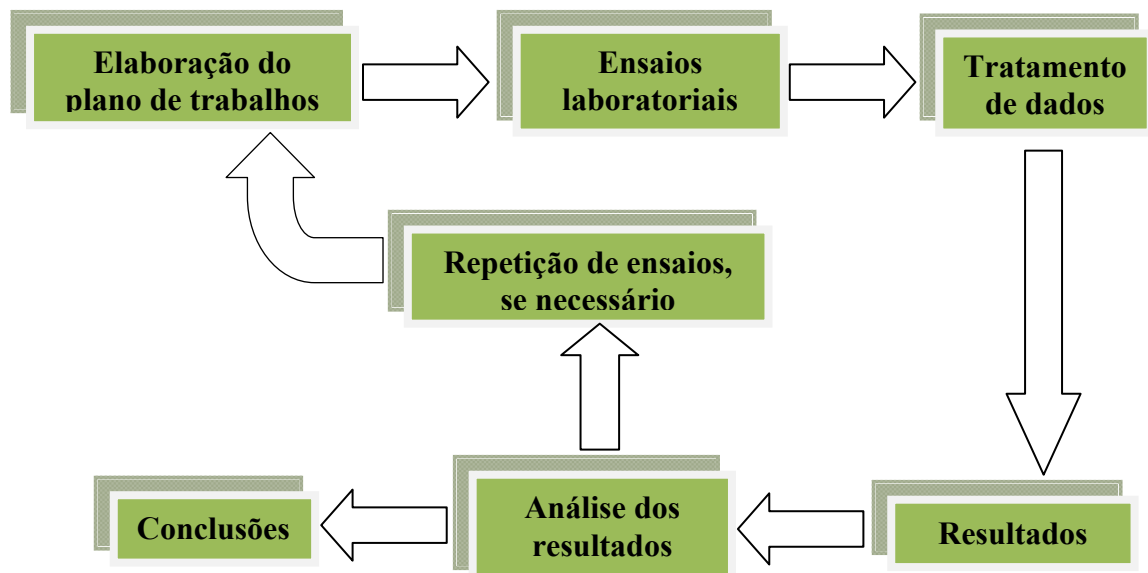 Elaboração do
plano de trabalhos
Ensaios
laboratoriais
Tratamento
de dados
Repetição de ensaios,
se necessário
Conclusões
Análise dos
resultados
Resultados